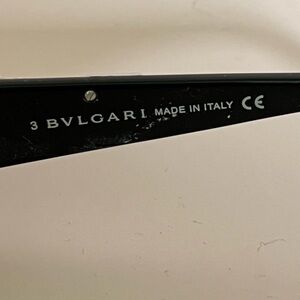 3 BVLGARI MADE IN ITALY CE